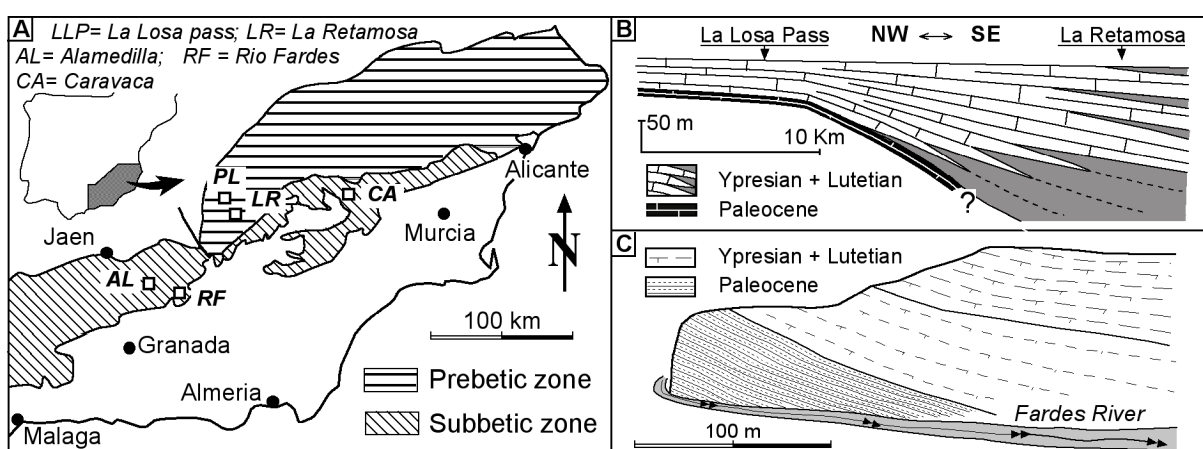 A
LLP= La Losa pass; LR= La Retamosa
AL= Alamedilla; RF = Rio Fardes
CA= Caravaca
PL
LR
CA
Alicante
Murcia
Jaen
AL
RF
N
100 km
Granada
Almeria
Malaga
Prebetic zone
Subbetic zone
B
La Losa Pass
NW ↔ SE
La Retamosa
50 m
10 Km
Ypresian + Lutetian
Paleocene
?
C
Ypresian + Lutetian
Paleocene
Fardes River
100 m